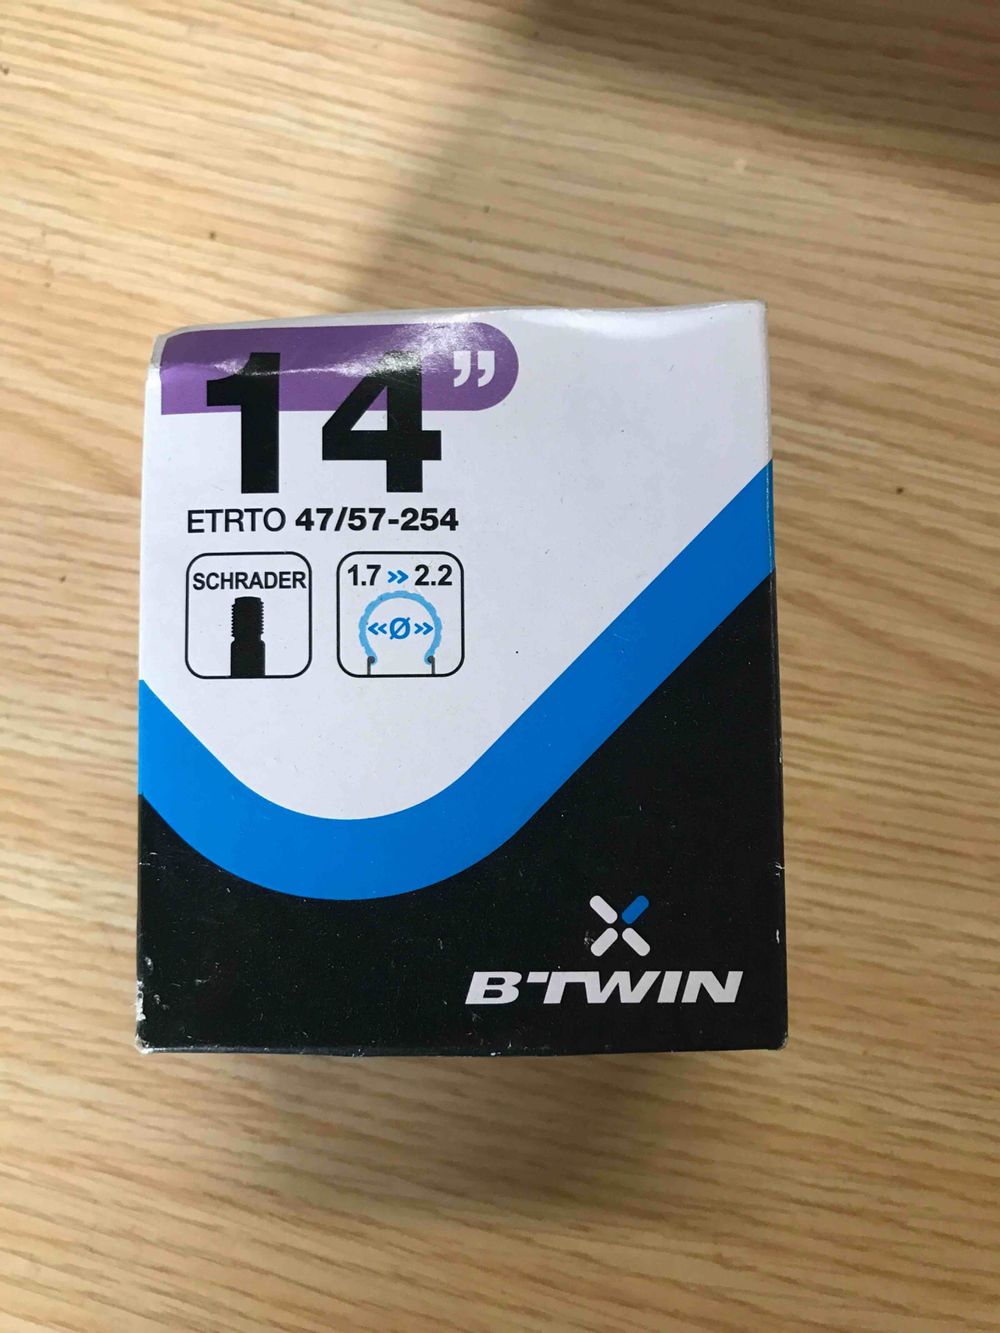 14”
ETRTO 47/57-254
SCHRADER
1.7 » 2.2
«Ø»
B'TWIN